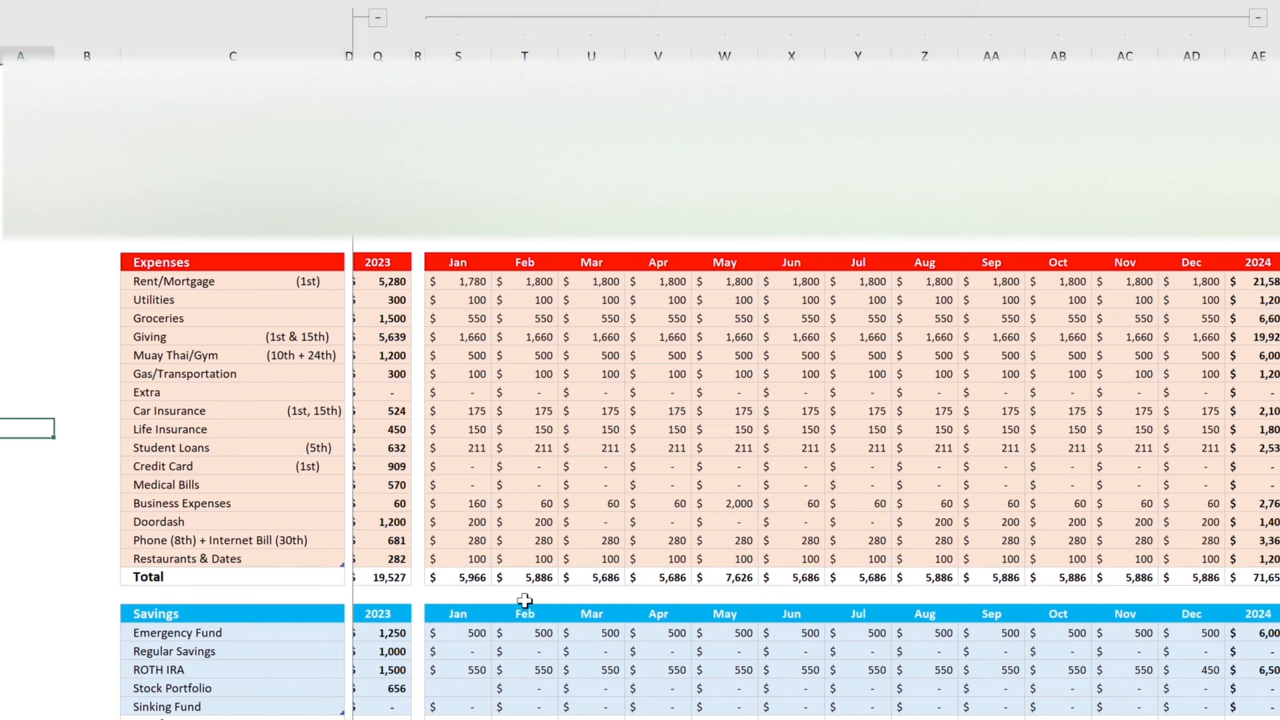 A B C D Q R S T U V W X Y Z AA AB AC AD AE
Expenses 2023 Jan Feb Mar Apr May Jun Jul Aug Sep Oct Nov Dec 2024
Rent/Mortgage (1st) $ 5,280 $ 1,780 $ 1,800 $ 1,800 $ 1,800 $ 1,800 $ 1,800 $ 1,800 $ 1,800 $ 1,800 $ 1,800 $ 1,800 $ 1,800 $ 21,58
Utilities $ 300 $ 100 $ 100 $ 100 $ 100 $ 100 $ 100 $ 100 $ 100 $ 100 $ 100 $ 100 $ 100 $ 1,20
Groceries $ 1,500 $ 550 $ 550 $ 550 $ 550 $ 550 $ 550 $ 550 $ 550 $ 550 $ 550 $ 550 $ 550 $ 6,60
Giving (1st & 15th) $ 5,639 $ 1,660 $ 1,660 $ 1,660 $ 1,660 $ 1,660 $ 1,660 $ 1,660 $ 1,660 $ 1,660 $ 1,660 $ 1,660 $ 1,660 $ 19,92
Muay Thai/Gym (10th + 24th) $ 1,200 $ 500 $ 500 $ 500 $ 500 $ 500 $ 500 $ 500 $ 500 $ 500 $ 500 $ 500 $ 500 $ 6,00
Gas/Transportation $ 300 $ 100 $ 100 $ 100 $ 100 $ 100 $ 100 $ 100 $ 100 $ 100 $ 100 $ 100 $ 100 $ 1,20
Extra $ - $ - $ - $ - $ - $ - $ - $ - $ - $ - $ - $ - $ - $ -
Car Insurance (1st, 15th) $ 524 $ 175 $ 175 $ 175 $ 175 $ 175 $ 175 $ 175 $ 175 $ 175 $ 175 $ 175 $ 175 $ 2,10
Life Insurance $ 450 $ 150 $ 150 $ 150 $ 150 $ 150 $ 150 $ 150 $ 150 $ 150 $ 150 $ 150 $ 150 $ 1,80
Student Loans (5th) $ 632 $ 211 $ 211 $ 211 $ 211 $ 211 $ 211 $ 211 $ 211 $ 211 $ 211 $ 211 $ 211 $ 2,53
Credit Card (1st) $ 909 $ - $ - $ - $ - $ - $ - $ - $ - $ - $ - $ - $ - $ -
Medical Bills $ 570 $ - $ - $ - $ - $ - $ - $ - $ - $ - $ - $ - $ - $ -
Business Expenses $ 60 $ 160 $ 60 $ 60 $ 60 $ 2,000 $ 60 $ 60 $ 60 $ 60 $ 60 $ 60 $ 60 $ 2,76
Doordash $ 1,200 $ 200 $ 200 $ - $ - $ - $ - $ - $ 200 $ 200 $ 200 $ 200 $ 200 $ 1,40
Phone (8th) + Internet Bill (30th) $ 681 $ 280 $ 280 $ 280 $ 280 $ 280 $ 280 $ 280 $ 280 $ 280 $ 280 $ 280 $ 280 $ 3,36
Restaurants & Dates $ 282 $ 100 $ 100 $ 100 $ 100 $ 100 $ 100 $ 100 $ 100 $ 100 $ 100 $ 100 $ 100 $ 1,20
Total $ 19,527 $ 5,966 $ 5,886 $ 5,686 $ 5,686 $ 7,626 $ 5,686 $ 5,686 $ 5,886 $ 5,886 $ 5,886 $ 5,886 $ 5,886 $ 71,65
Savings 2023 Jan Feb Mar Apr May Jun Jul Aug Sep Oct Nov Dec 2024
Emergency Fund $ 1,250 $ 500 $ 500 $ 500 $ 500 $ 500 $ 500 $ 500 $ 500 $ 500 $ 500 $ 500 $ 500 $ 6,00
Regular Savings $ 1,000 $ - $ - $ - $ - $ - $ - $ - $ - $ - $ - $ - $ - $ -
ROTH IRA $ 1,500 $ 550 $ 550 $ 550 $ 550 $ 550 $ 550 $ 550 $ 550 $ 550 $ 550 $ 550 $ 450 $ 6,50
Stock Portfolio $ 656 $ - $ - $ - $ - $ - $ - $ - $ - $ - $ - $ - $ -
Sinking Fund $ - $ - $ - $ - $ - $ - $ - $ - $ - $ - $ - $ - $ - $ -